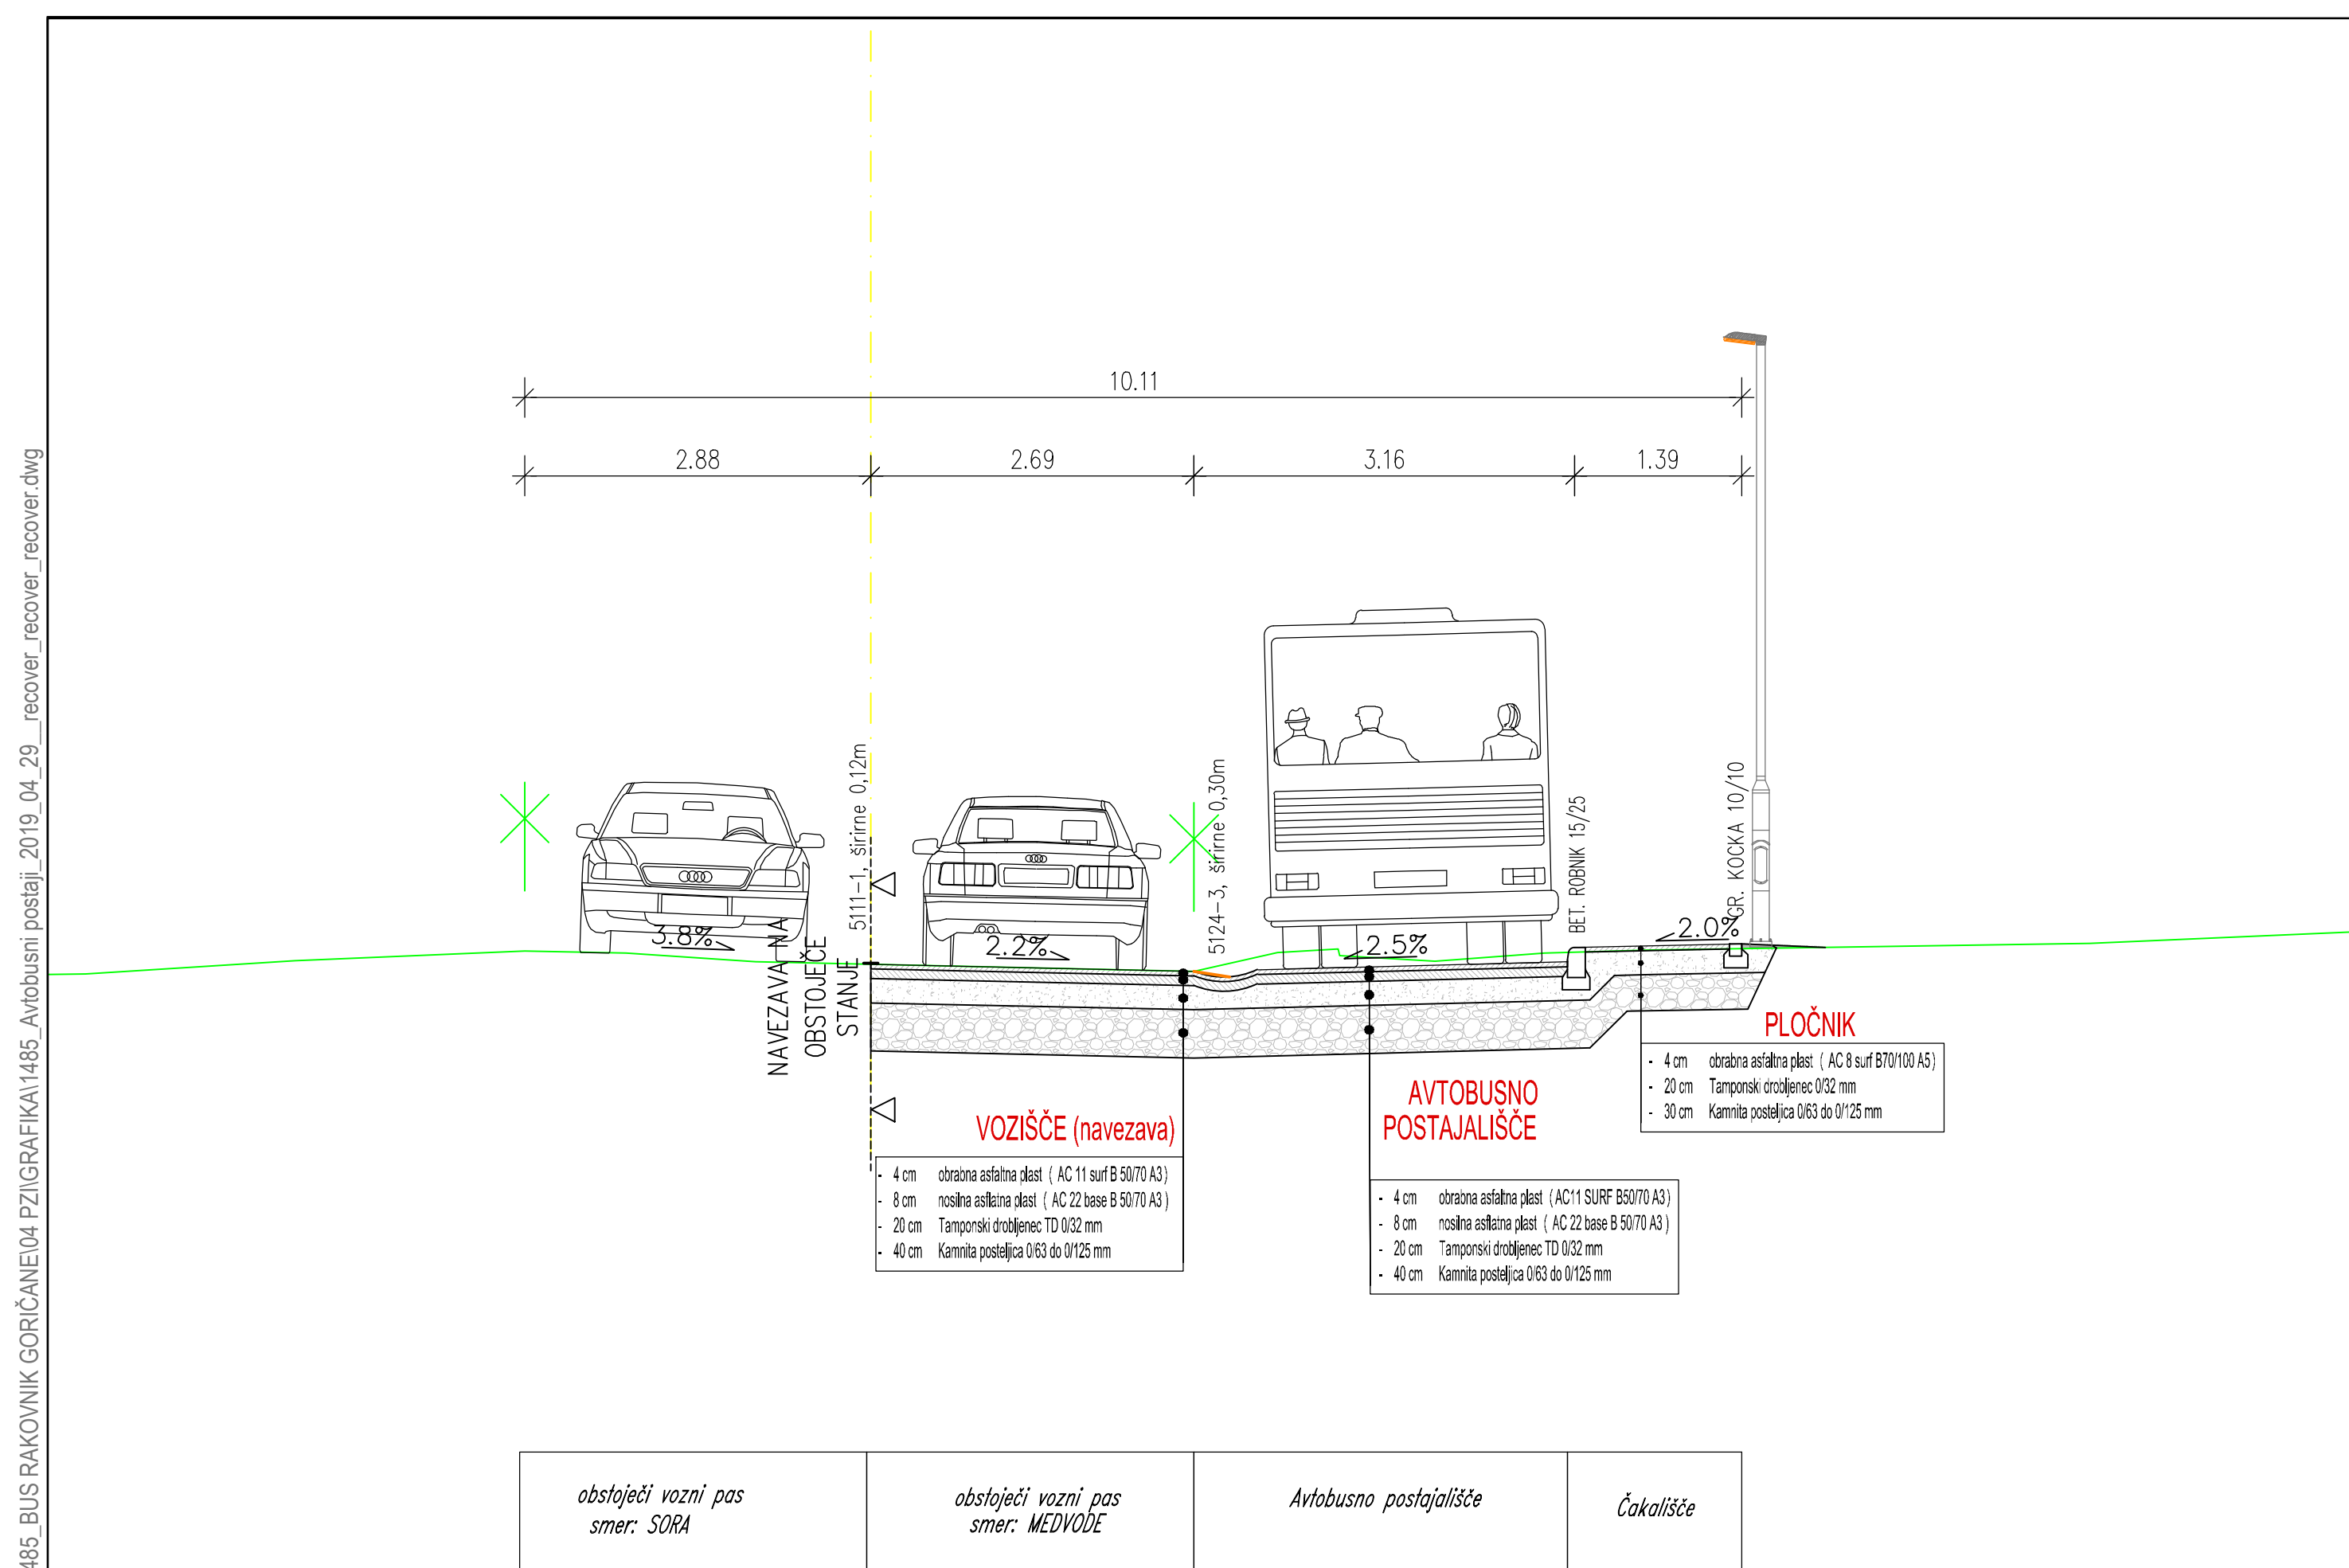 485_BUS RAKOVNIK GORIČANE\04 PZI\GRAFIKA\1485_Avtobusni postaji_2019_04_29__recover_recover_recover.dwg
10.11
2.88
2.69
3.16
1.39
5111-1, širirne 0,12m
5124-3, širirne 0,30m
BET. ROBNIK 15/25
GR. KOCKA 10/10
3.8%
2.2%
2.5%
2.0%
NAVEZAVA NA
OBSTOJEČE
STANJE
PLOČNIK
- 4 cm obrabna asfaltna plast ( AC 8 surf B70/100 A5 )
- 20 cm Tamponski drobljenec 0/32 mm
- 30 cm Kamnita posteljica 0/63 do 0/125 mm
AVTOBUSNO
POSTAJALIŠČE
- 4 cm obrabna asfaltna plast ( AC11 SURF B50/70 A3 )
- 8 cm nosilna asflatna plast ( AC 22 base B 50/70 A3 )
- 20 cm Tamponski drobljenec TD 0/32 mm
- 40 cm Kamnita posteljica 0/63 do 0/125 mm
VOZIŠČE (navezava)
- 4 cm obrabna asfaltna plast ( AC 11 surf B 50/70 A3 )
- 8 cm nosilna asflatna plast ( AC 22 base B 50/70 A3 )
- 20 cm Tamponski drobljenec TD 0/32 mm
- 40 cm Kamnita posteljica 0/63 do 0/125 mm
obstoječi vozni pas
smer: SORA
obstoječi vozni pas
smer: MEDVODE
Avtobusno postajališče
Čakališče